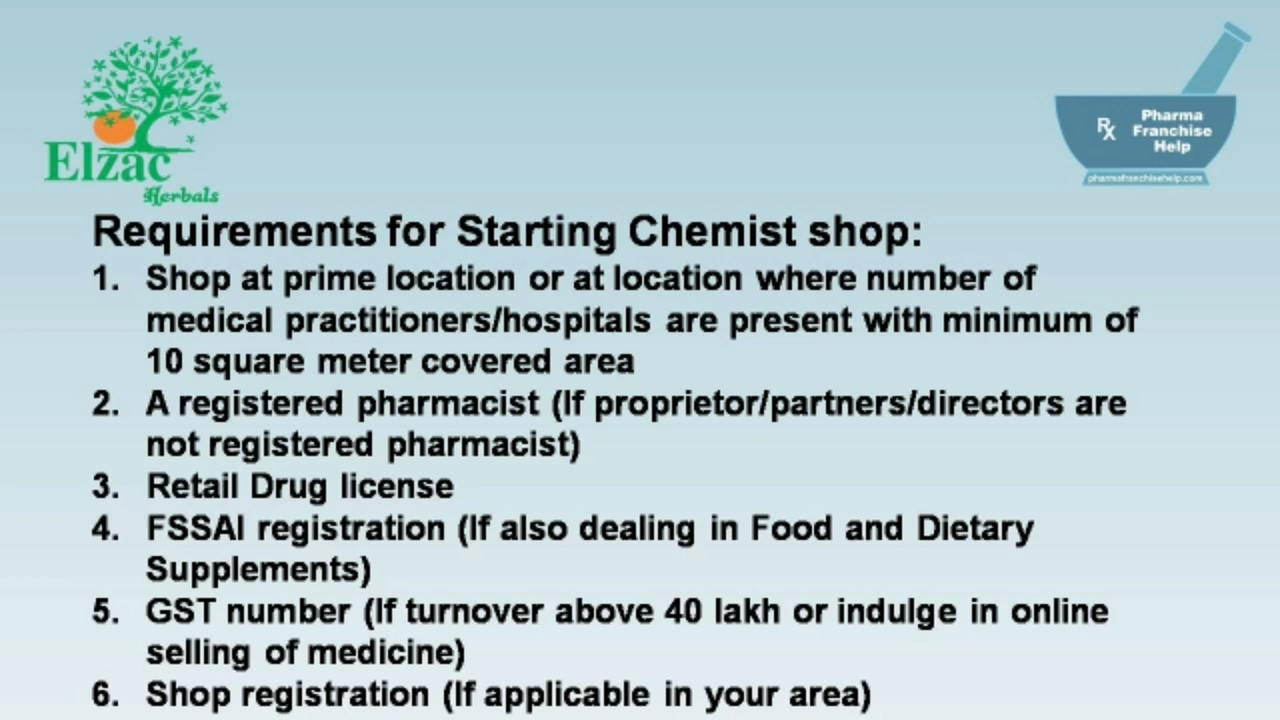 Elzac
Herbals
Rx
Pharma
Franchise
Help
pharmafranchisehelp.com
Requirements for Starting Chemist shop:
1. Shop at prime location or at location where number of
medical practitioners/hospitals are present with minimum of
10 square meter covered area
2. A registered pharmacist (If proprietor/partners/directors are
not registered pharmacist)
3. Retail Drug license
4. FSSAI registration (If also dealing in Food and Dietary
Supplements)
5. GST number (If turnover above 40 lakh or indulge in online
selling of medicine)
6. Shop registration (If applicable in your area)